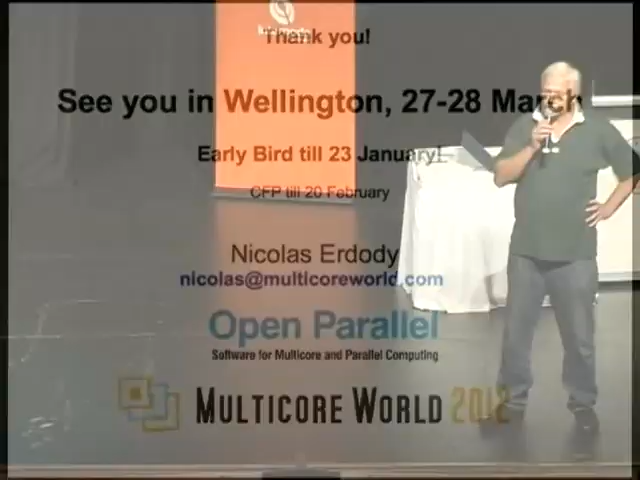 Thank you!
See you in Wellington, 27-28 March
Early Bird till 23 January!
CFP till 20 February
Nicolas Erdody
nicolas@multicoreworld.com
Open Parallel
Software for Multicore and Parallel Computing
MULTICORE WORLD 2012